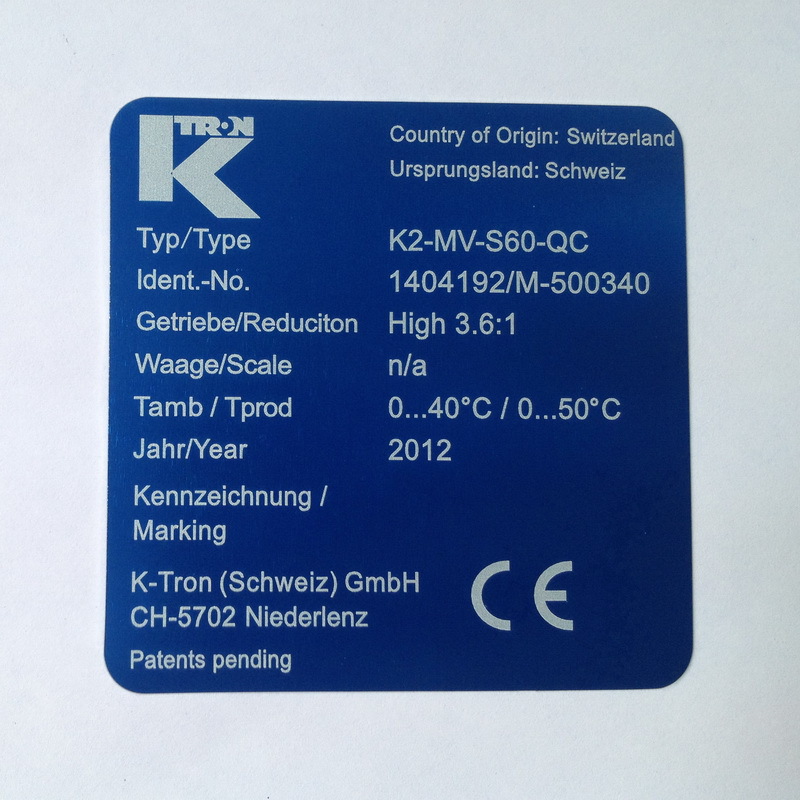 K-TRON
Country of Origin: Switzerland
Ursprungsland: Schweiz
Typ/Type K2-MV-S60-QC
Ident.-No. 1404192/M-500340
Getriebe/Reduciton High 3.6:1
Waage/Scale n/a
Tamb / Tprod 0...40°C / 0...50°C
Jahr/Year 2012
Kennzeichnung /
Marking
K-Tron (Schweiz) GmbH
CH-5702 Niederlenz
CE
Patents pending